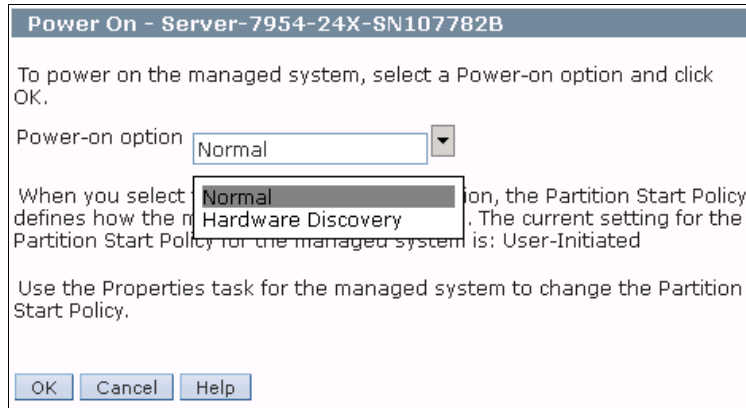 Power On - Server-7954-24X-SN107782B
To power on the managed system, select a Power-on option and click
OK.
Power-on option Normal
Normal
Hardware Discovery
When you select ion, the Partition Start Policy
defines how the . The current setting for the
Partition Start Policy for the managed system is: User-Initiated
Use the Properties task for the managed system to change the Partition
Start Policy.
OK Cancel Help